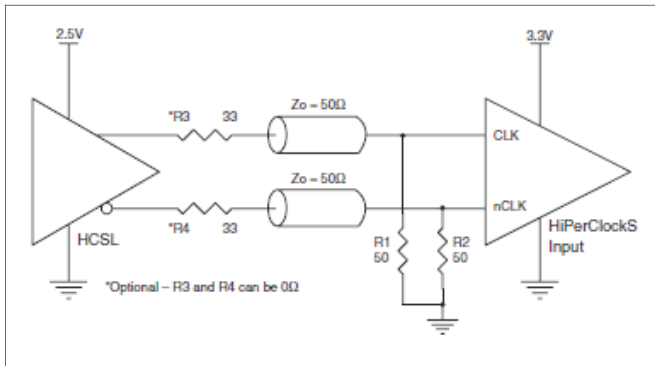 2.5V
3.3V
*R3 33
Zo = 50Ω
CLK
Zo = 50Ω
nCLK
*R4 33
HCSL
R1
50
R2
50
HiPerClockS
Input
*Optional – R3 and R4 can be 0Ω